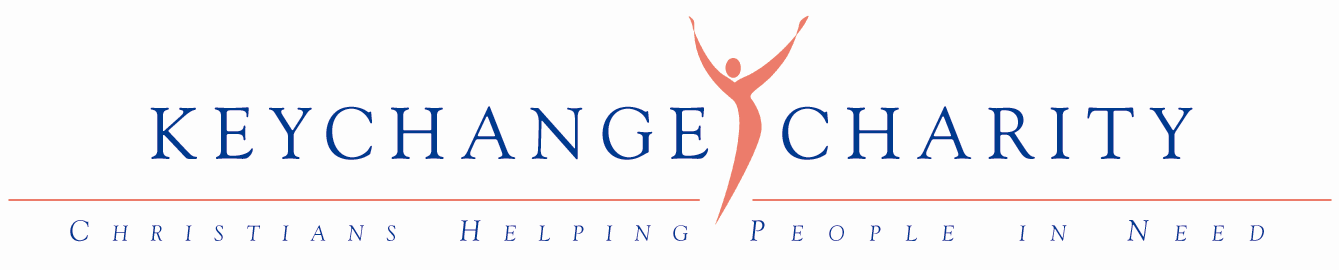 KEYCHANGE CHARITY
CHRISTIANS HELPING PEOPLE IN NEED